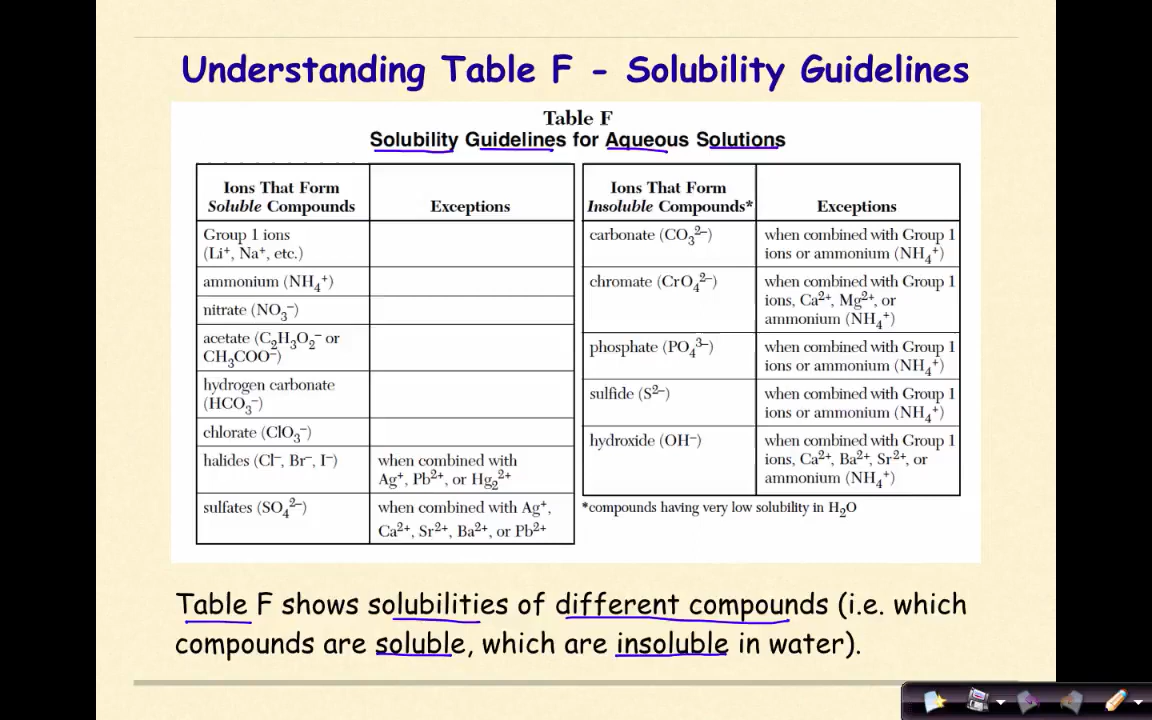 Understanding Table F - Solubility Guidelines
Table F
Solubility Guidelines for Aqueous Solutions
Ions That Form
Soluble Compounds
Exceptions
Group 1 ions
(Li⁺, Na⁺, etc.)
ammonium (NH₄⁺)
nitrate (NO₃⁻)
acetate (C₂H₃O₂⁻ or
CH₃COO⁻)
hydrogen carbonate
(HCO₃⁻)
chlorate (ClO₃⁻)
halides (Cl⁻, Br⁻, I⁻)
when combined with
Ag⁺, Pb²⁺, or Hg₂²⁺
sulfates (SO₄²⁻)
when combined with Ag⁺,
Ca²⁺, Sr²⁺, Ba²⁺, or Pb²⁺
Ions That Form
Insoluble Compounds*
Exceptions
carbonate (CO₃²⁻)
when combined with Group 1
ions or ammonium (NH₄⁺)
chromate (CrO₄²⁻)
when combined with Group 1
ions, Ca²⁺, Mg²⁺, or
ammonium (NH₄⁺)
phosphate (PO₄³⁻)
when combined with Group 1
ions or ammonium (NH₄⁺)
sulfide (S²⁻)
when combined with Group 1
ions or ammonium (NH₄⁺)
hydroxide (OH⁻)
when combined with Group 1
ions, Ca²⁺, Ba²⁺, Sr²⁺, or
ammonium (NH₄⁺)
*compounds having very low solubility in H₂O
Table F shows solubilities of different compounds (i.e. which
compounds are soluble, which are insoluble in water).